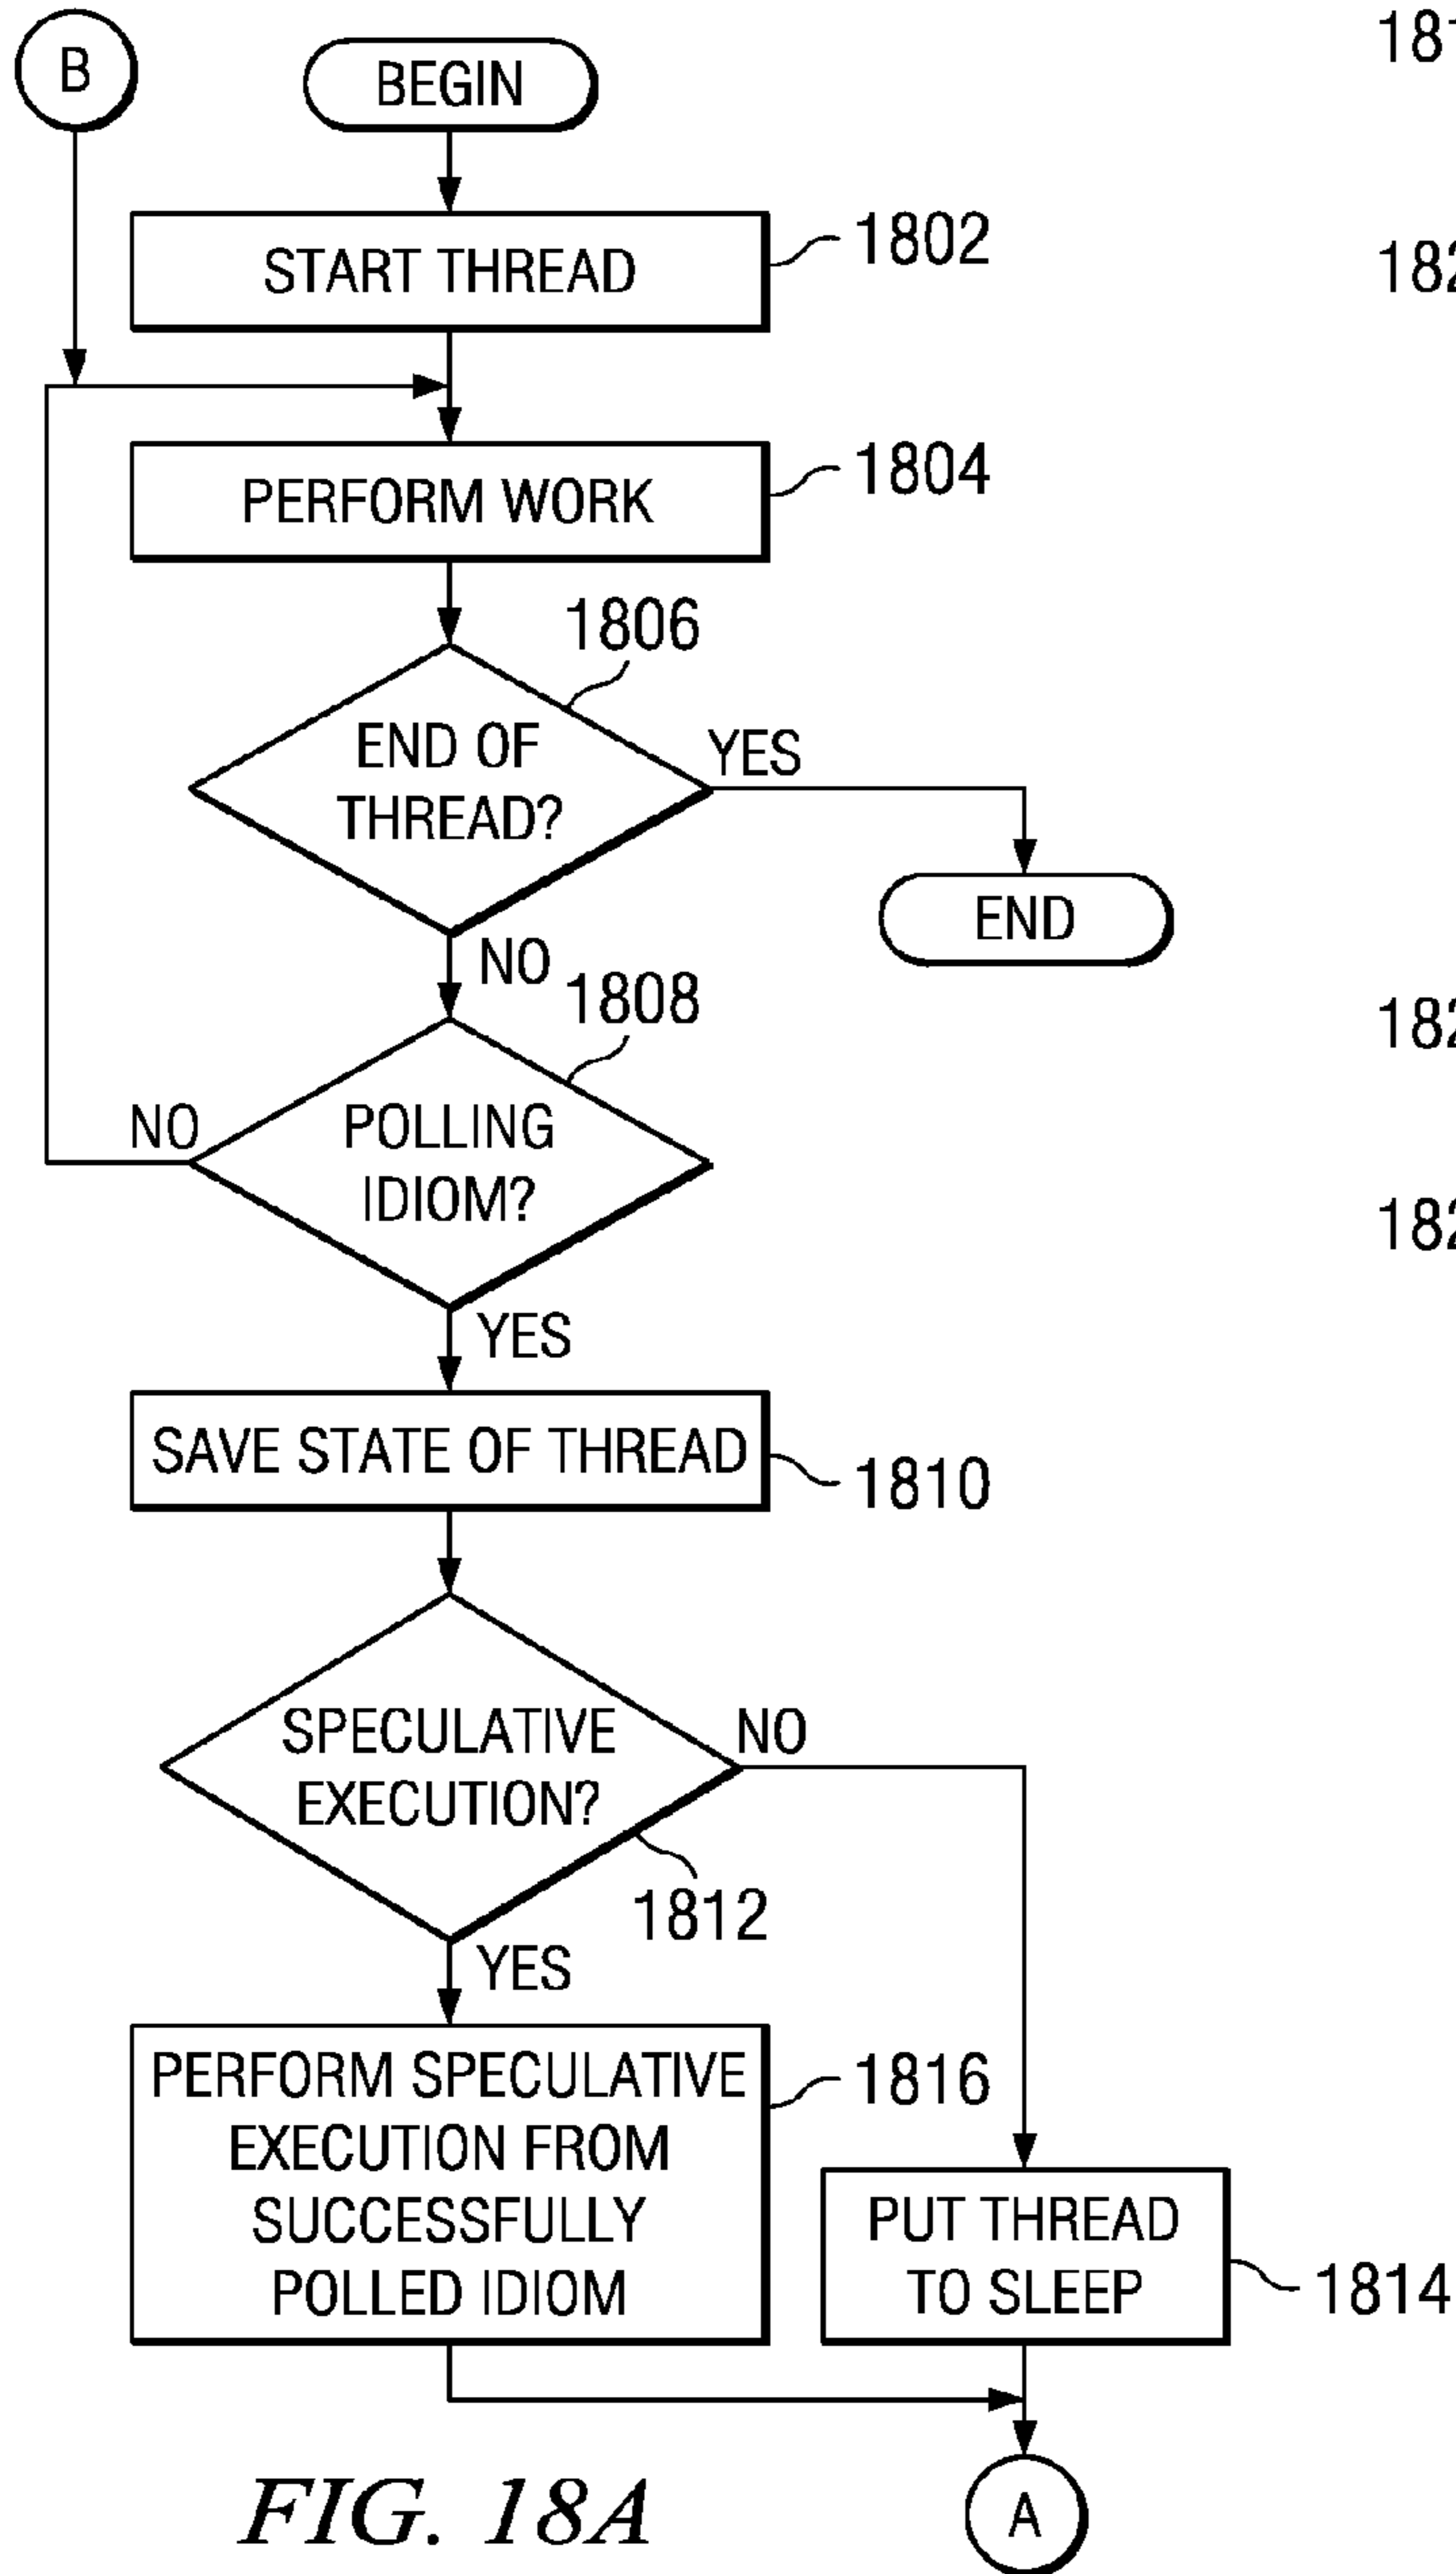 B
BEGIN
START THREAD
1802
PERFORM WORK
1804
1806
END OF
THREAD?
YES
END
NO
1808
POLLING
IDIOM?
NO
YES
SAVE STATE OF THREAD
1810
SPECULATIVE
EXECUTION?
NO
1812
YES
PERFORM SPECULATIVE
EXECUTION FROM
SUCCESSFULLY
POLLED IDIOM
1816
PUT THREAD
TO SLEEP
1814
A
FIG. 18A